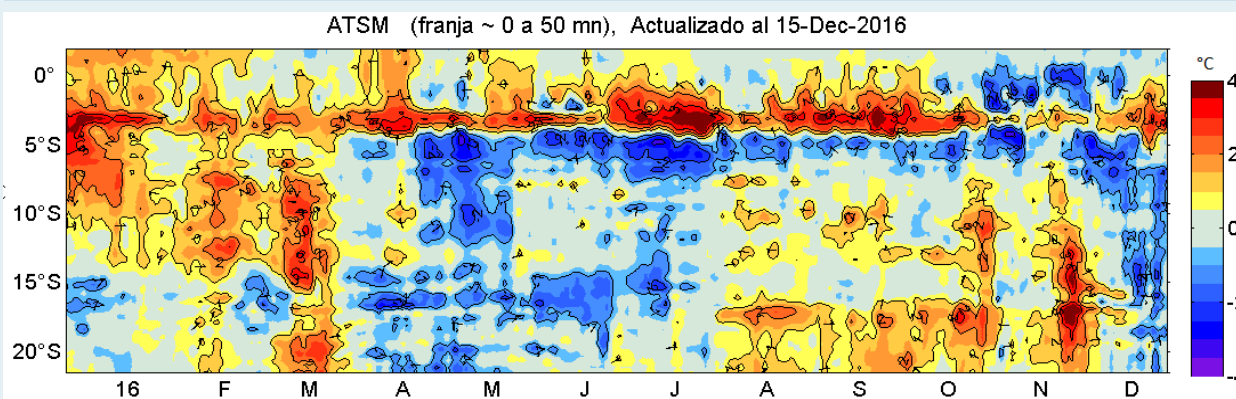 ATSM (franja ~ 0 a 50 mn), Actualizado al 15-Dec-2016
°C
0°
5°S
10°S
15°S
20°S
4
2
0
-
-
16 F M A M J J A S O N D